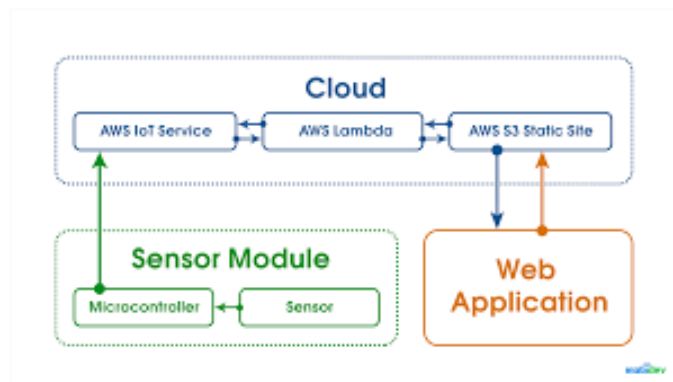 Cloud
AWS IoT Service
AWS Lambda
AWS S3 Static Site
Sensor Module
Microcontroller
Sensor
Web
Application